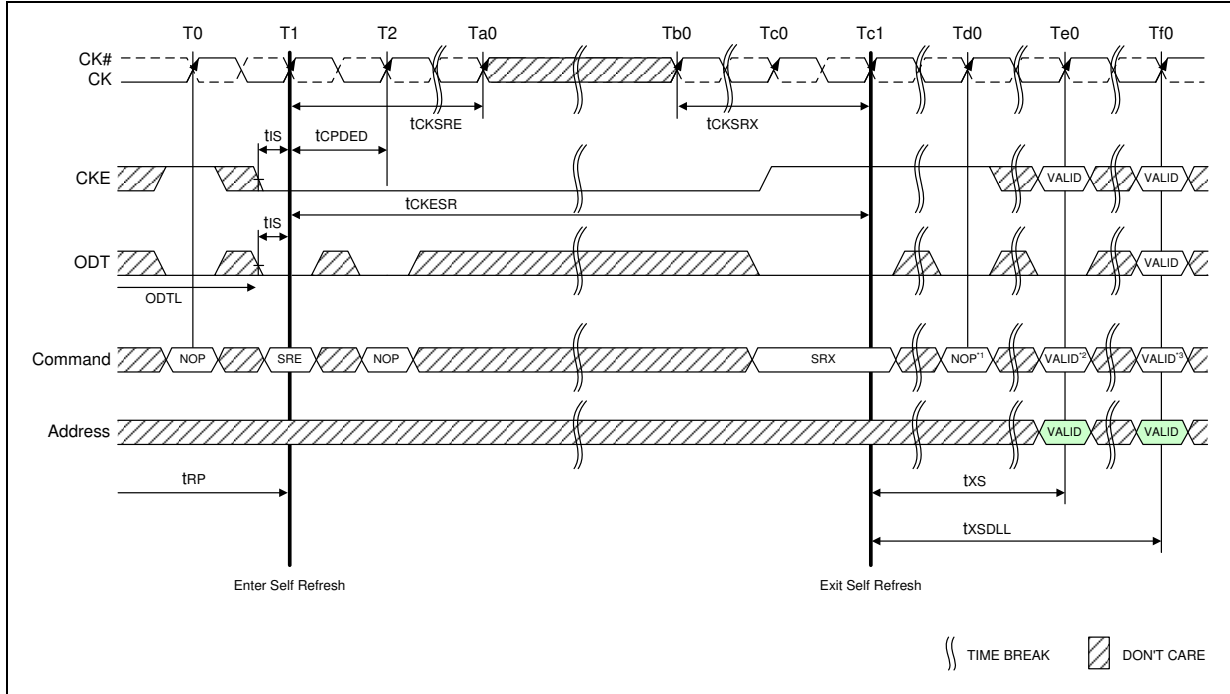 T0 T1 T2 Ta0 Tb0 Tc0 Tc1 Td0 Te0 Tf0
CK#
CK
tCKSRE tCKSRX
tIS tCPDED
CKE VALID VALID
tCKESR
tIS
ODT VALID
ODTL
Command NOP SRE NOP SRX NOP*1 VALID*2 VALID*3
Address VALID VALID
tRP tXS
tXSDLL
Enter Self Refresh Exit Self Refresh
TIME BREAK DON'T CARE